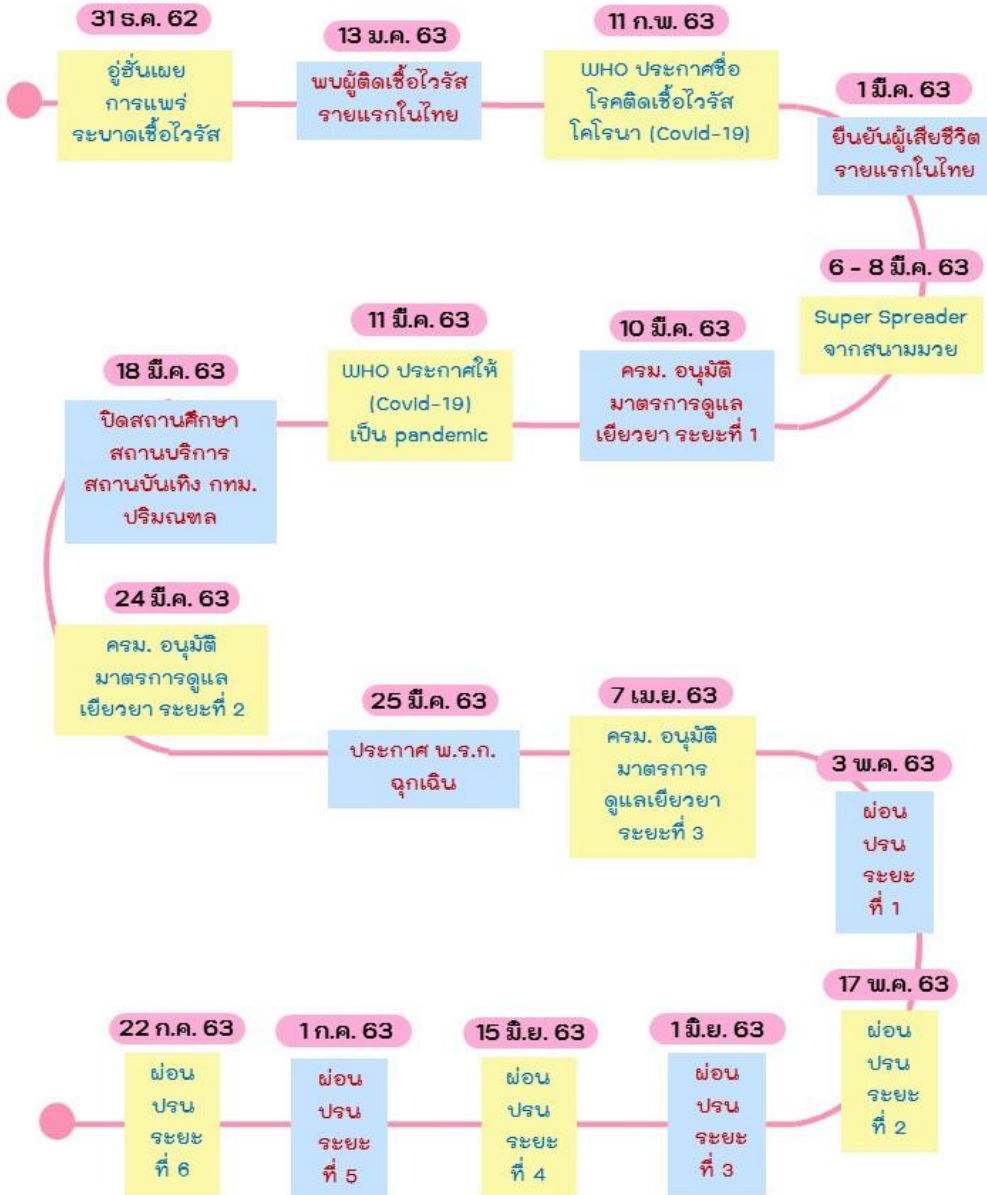 31 ธ.ค. 62
อู่ฮั่นเผย
การแพร่
ระบาดเชื้อไวรัส
13 ม.ค. 63
พบผู้ติดเชื้อไวรัส
รายแรกในไทย
11 ก.พ. 63
WHO ประกาศชื่อ
โรคติดเชื้อไวรัส
โคโรนา (Covid-19)
1 มี.ค. 63
ยืนยันผู้เสียชีวิต
รายแรกในไทย
6 - 8 มี.ค. 63
Super Spreader
จากสนามมวย
10 มี.ค. 63
ครม. อนุมัติ
มาตรการดูแล
เยียวยา ระยะที่ 1
11 มี.ค. 63
WHO ประกาศให้
(Covid-19)
เป็น pandemic
18 มี.ค. 63
ปิดสถานศึกษา
สถานบริการ
สถานบันเทิง กทม.
ปริมณฑล
24 มี.ค. 63
ครม. อนุมัติ
มาตรการดูแล
เยียวยา ระยะที่ 2
25 มี.ค. 63
ประกาศ พ.ร.ก.
ฉุกเฉิน
7 เม.ย. 63
ครม. อนุมัติ
มาตรการ
ดูแลเยียวยา
ระยะที่ 3
3 พ.ค. 63
ผ่อน
ปรน
ระยะ
ที่ 1
17 พ.ค. 63
ผ่อน
ปรน
ระยะ
ที่ 2
1 มิ.ย. 63
ผ่อน
ปรน
ระยะ
ที่ 3
15 มิ.ย. 63
ผ่อน
ปรน
ระยะ
ที่ 4
1 ก.ค. 63
ผ่อน
ปรน
ระยะ
ที่ 5
22 ก.ค. 63
ผ่อน
ปรน
ระยะ
ที่ 6